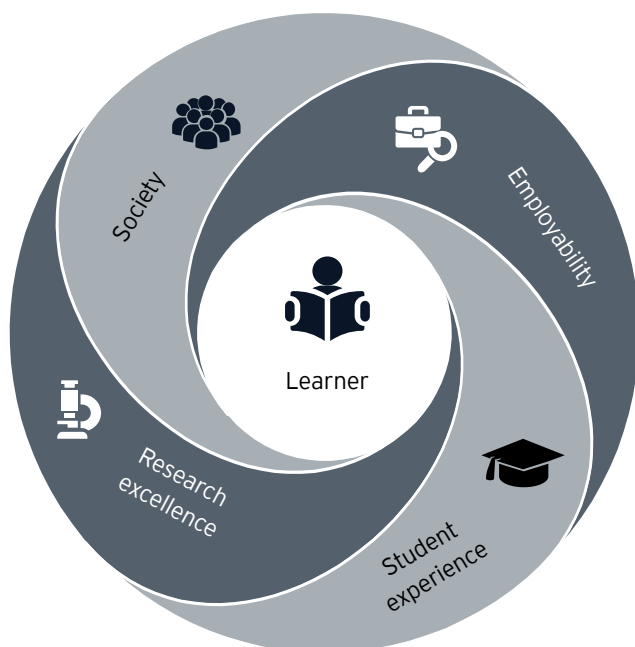 Society
Employability
Learner
Research
excellence
Student
experience